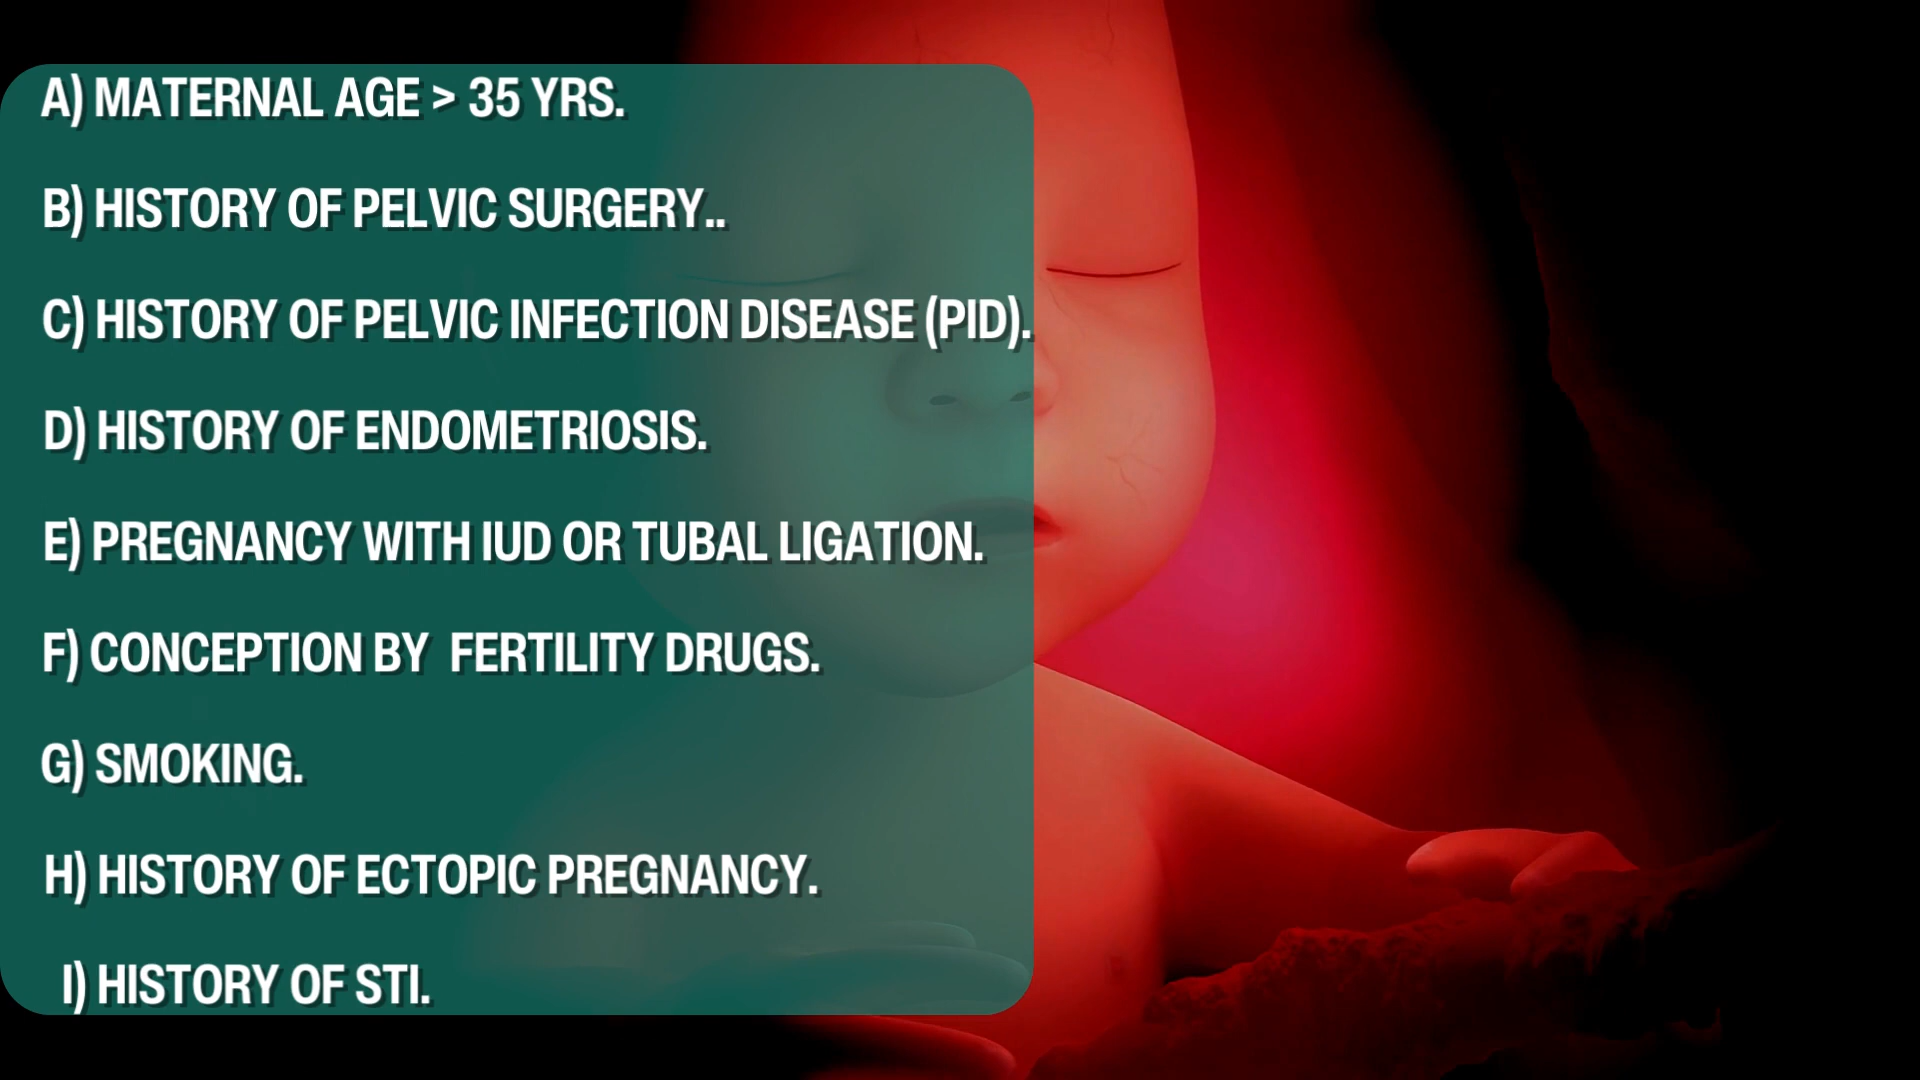 A) MATERNAL AGE > 35 YRS.
B) HISTORY OF PELVIC SURGERY..
C) HISTORY OF PELVIC INFECTION DISEASE (PID).
D) HISTORY OF ENDOMETRIOSIS.
E) PREGNANCY WITH IUD OR TUBAL LIGATION.
F) CONCEPTION BY  FERTILITY DRUGS.
G) SMOKING.
H) HISTORY OF ECTOPIC PREGNANCY.
I) HISTORY OF STI.